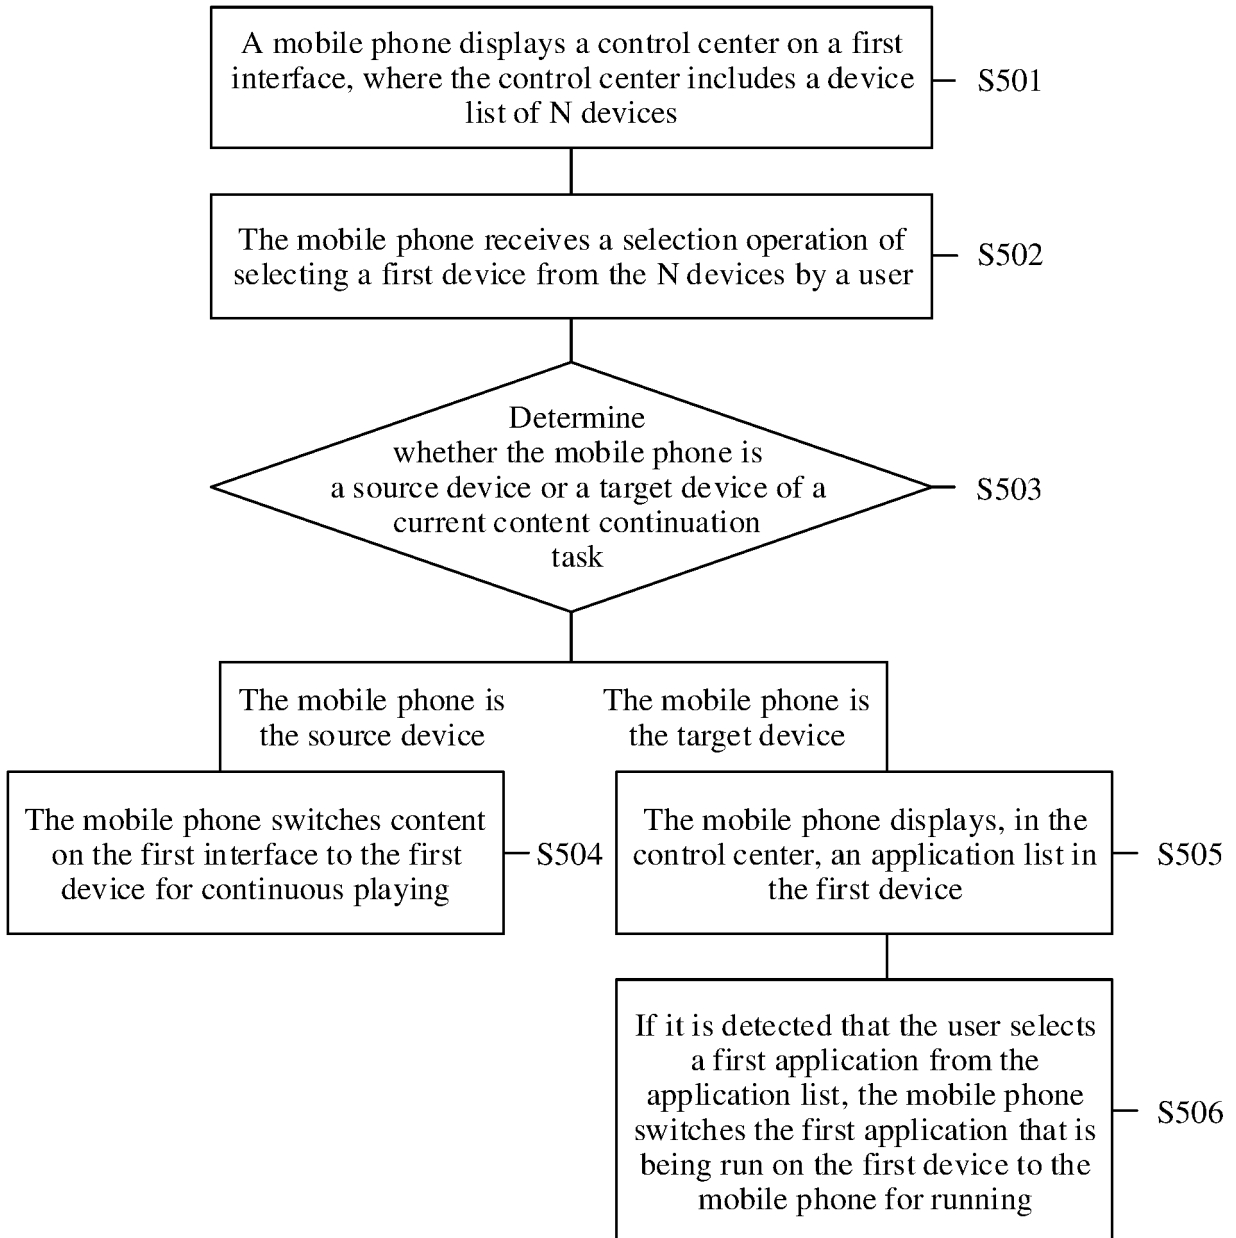 A mobile phone displays a control center on a first
interface, where the control center includes a device
list of N devices
S501
The mobile phone receives a selection operation of
selecting a first device from the N devices by a user
S502
Determine
whether the mobile phone is
a source device or a target device of a
current content continuation
task
S503
The mobile phone is
the source device
The mobile phone is
the target device
The mobile phone switches content
on the first interface to the first
device for continuous playing
S504
The mobile phone displays, in the
control center, an application list in
the first device
S505
If it is detected that the user selects
a first application from the
application list, the mobile phone
switches the first application that is
being run on the first device to the
mobile phone for running
S506